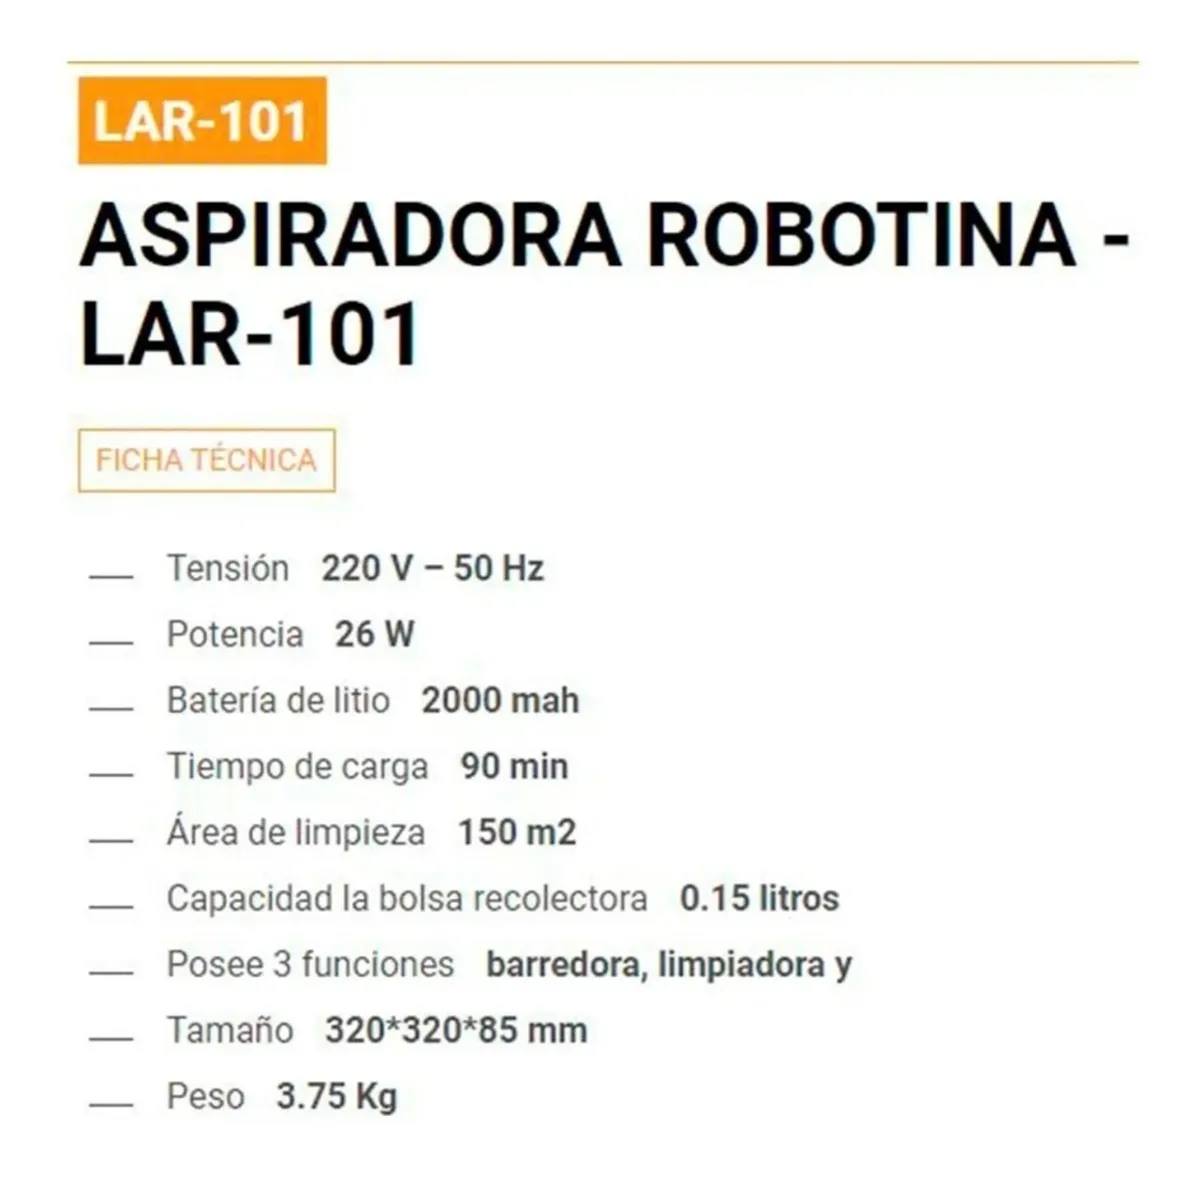 LAR-101
ASPIRADORA ROBOTINA -
LAR-101
FICHA TÉCNICA
Tensión 220 V – 50 Hz
Potencia 26 W
Batería de litio 2000 mah
Tiempo de carga 90 min
Área de limpieza 150 m2
Capacidad la bolsa recolectora 0.15 litros
Posee 3 funciones barredora, limpiadora y
Tamaño 320*320*85 mm
Peso 3.75 Kg